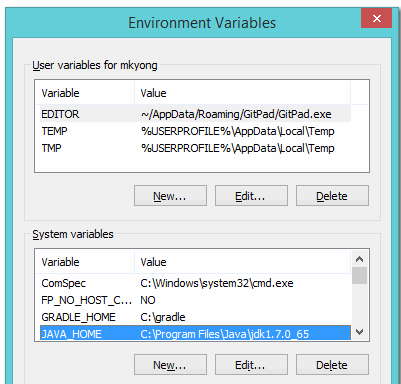 Environment Variables
User variables for mkyong
Variable Value
EDITOR ~/AppData/Roaming/GitPad/GitPad.exe
TEMP %USERPROFILE%\AppData\Local\Temp
TMP %USERPROFILE%\AppData\Local\Temp
New... Edit... Delete
System variables
Variable Value
ComSpec C:\Windows\system32\cmd.exe
FP_NO_HOST_C... NO
GRADLE_HOME C:\gradle
JAVA_HOME C:\Program Files\Java\jdk1.7.0_65
New... Edit... Delete